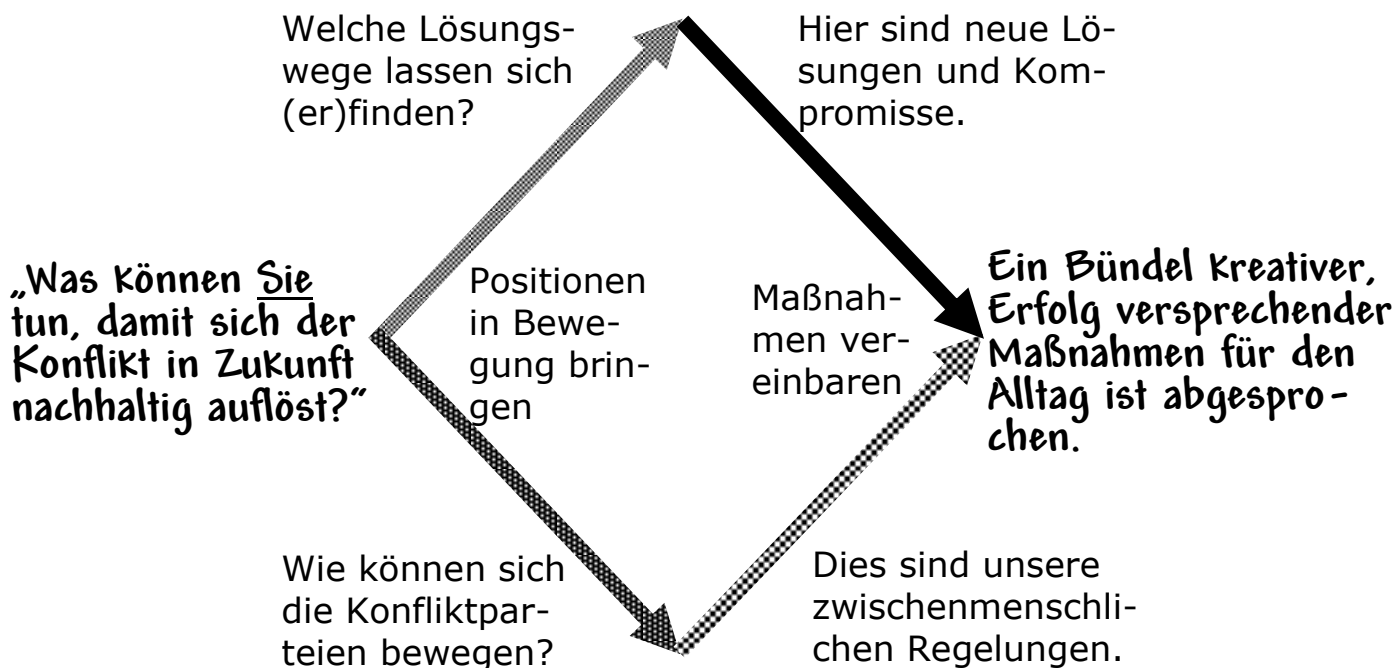 Welche Lösungs-
wege lassen sich
(er)finden?
Hier sind neue Lö-
sungen und Kom-
promisse.
„Was können Sie
tun, damit sich der
Konflikt in Zukunft
nachhaltig auflöst?“
Positionen
in Bewe-
gung brin-
gen
Maßnah-
men ver-
einbaren
Ein Bündel kreativer,
Erfolg versprechender
Maßnahmen für den
Alltag ist abgespro-
chen.
Wie können sich
die Konfliktpar-
teien bewegen?
Dies sind unsere
zwischenmenschli-
chen Regelungen.